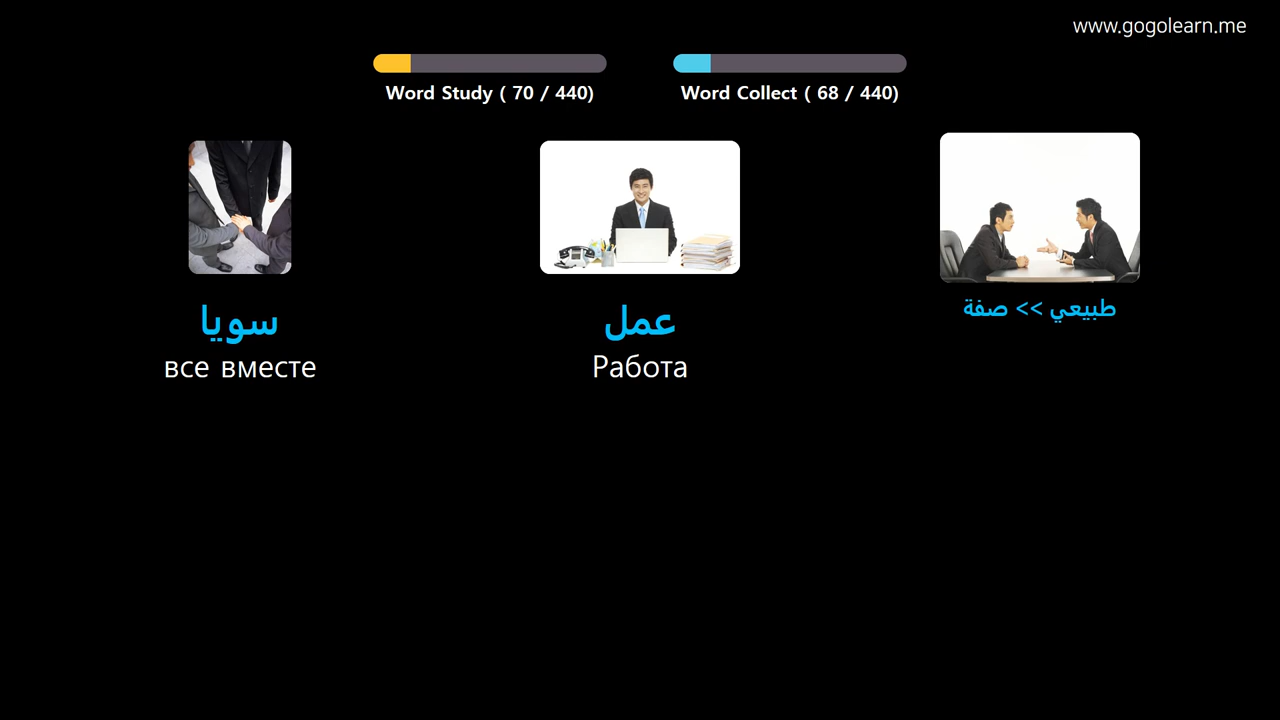 www.gogolearn.me
Word Study ( 70 / 440)
Word Collect ( 68 / 440)
سويا
все вместе
عمل
Работа
طبيعي >> صفة